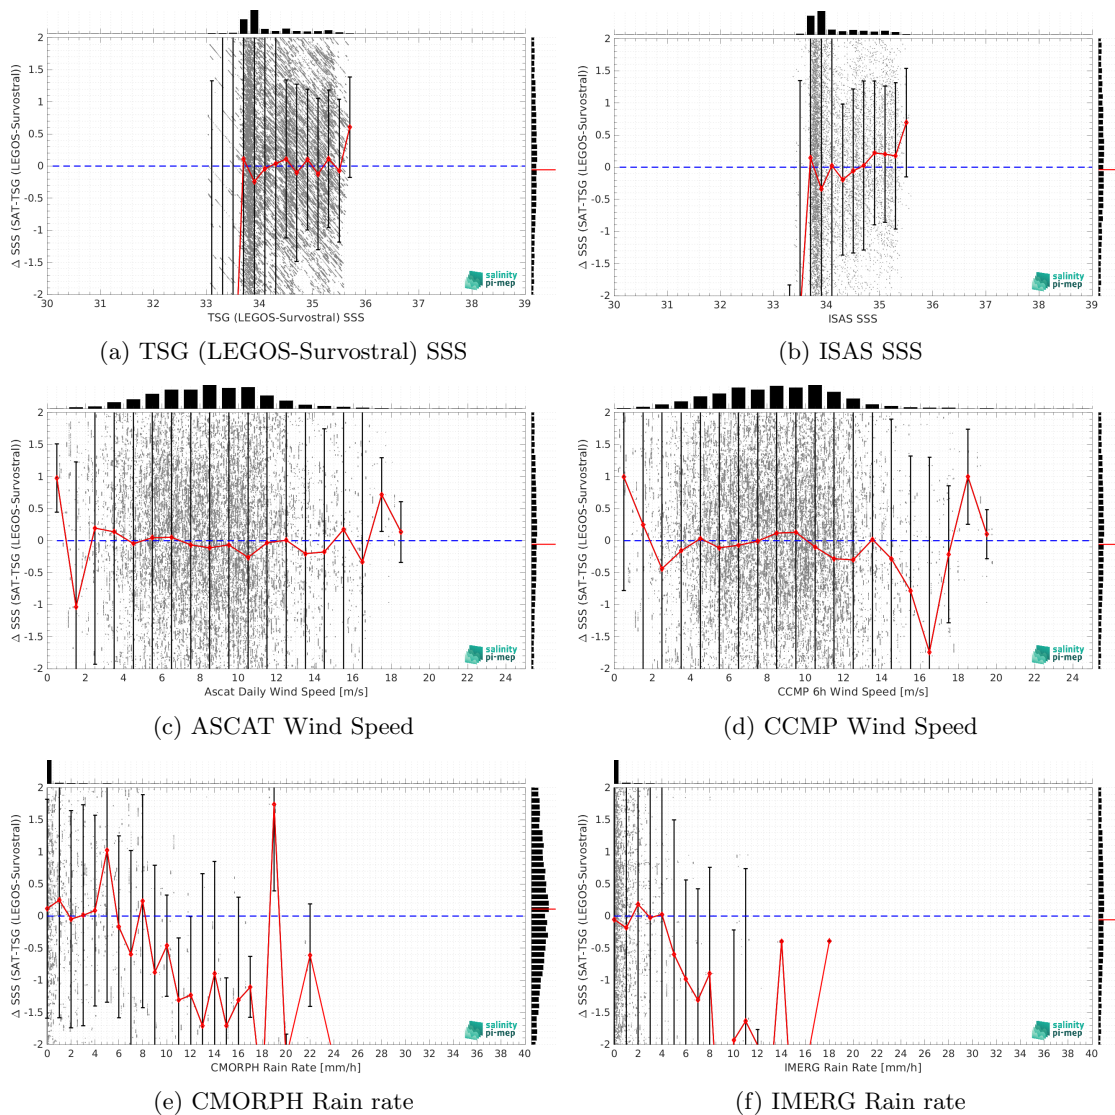 2
1.5
1
0.5
0
-0.5
-1
-1.5
-2
Δ SSS (SAT-TSG (LEGOS-Survostral))
30 31 32 33 34 35 36 37 38 39
TSG (LEGOS-Survostral) SSS
salinity
pi-mep
(a) TSG (LEGOS-Survostral) SSS
2
1.5
1
0.5
0
-0.5
-1
-1.5
-2
Δ SSS (SAT-TSG (LEGOS-Survostral))
30 31 32 33 34 35 36 37 38 39
ISAS SSS
salinity
pi-mep
(b) ISAS SSS
2
1.5
1
0.5
0
-0.5
-1
-1.5
-2
Δ SSS (SAT-TSG (LEGOS-Survostral))
0 2 4 6 8 10 12 14 16 18 20 22 24
Ascat Daily Wind Speed [m/s]
salinity
pi-mep
(c) ASCAT Wind Speed
2
1.5
1
0.5
0
-0.5
-1
-1.5
-2
Δ SSS (SAT-TSG (LEGOS-Survostral))
0 2 4 6 8 10 12 14 16 18 20 22 24
CCMP 6h Wind Speed [m/s]
salinity
pi-mep
(d) CCMP Wind Speed
2
1.5
1
0.5
0
-0.5
-1
-1.5
-2
Δ SSS (SAT-TSG (LEGOS-Survostral))
0 2 4 6 8 10 12 14 16 18 20 22 24 26 28 30 32 34 36 38 40
CMORPH Rain Rate [mm/h]
salinity
pi-mep
(e) CMORPH Rain rate
2
1.5
1
0.5
0
-0.5
-1
-1.5
-2
Δ SSS (SAT-TSG (LEGOS-Survostral))
0 2 4 6 8 10 12 14 16 18 20 22 24 26 28 30 32 34 36 38 40
IMERG Rain Rate [mm/h]
salinity
pi-mep
(f) IMERG Rain rate